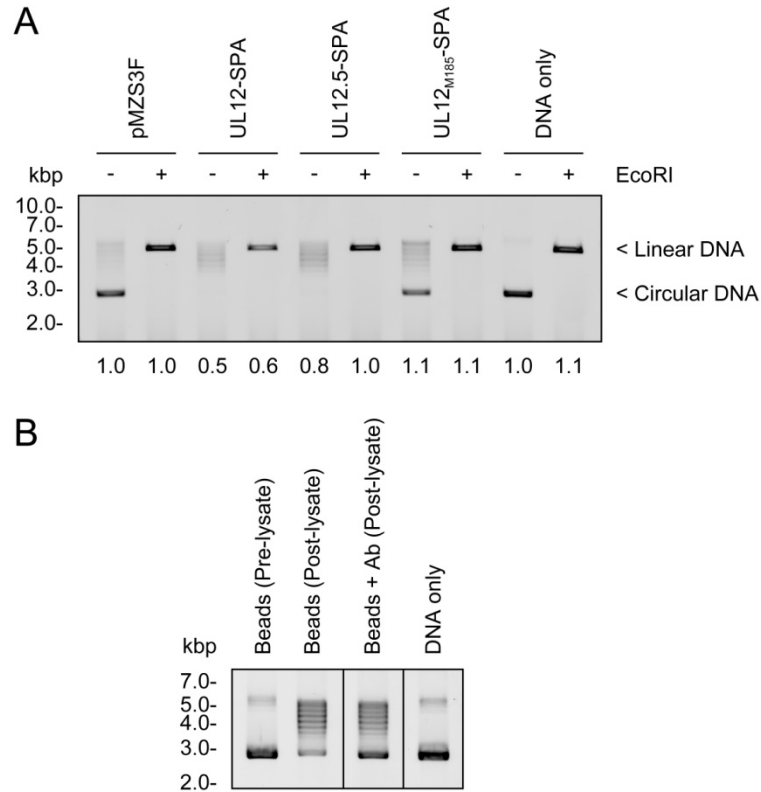 A
pMZS3F UL12-SPA UL12.5-SPA UL12M185-SPA DNA only
kbp - + - + - + - + - + EcoRI
10.0-
7.0-
5.0- < Linear DNA
4.0-
3.0- < Circular DNA
2.0-
1.0 1.0 0.5 0.6 0.8 1.0 1.1 1.1 1.0 1.1
B
Beads (Pre-lysate) Beads (Post-lysate) Beads + Ab (Post-lysate) DNA only
kbp
7.0-
5.0-
4.0-
3.0-
2.0-